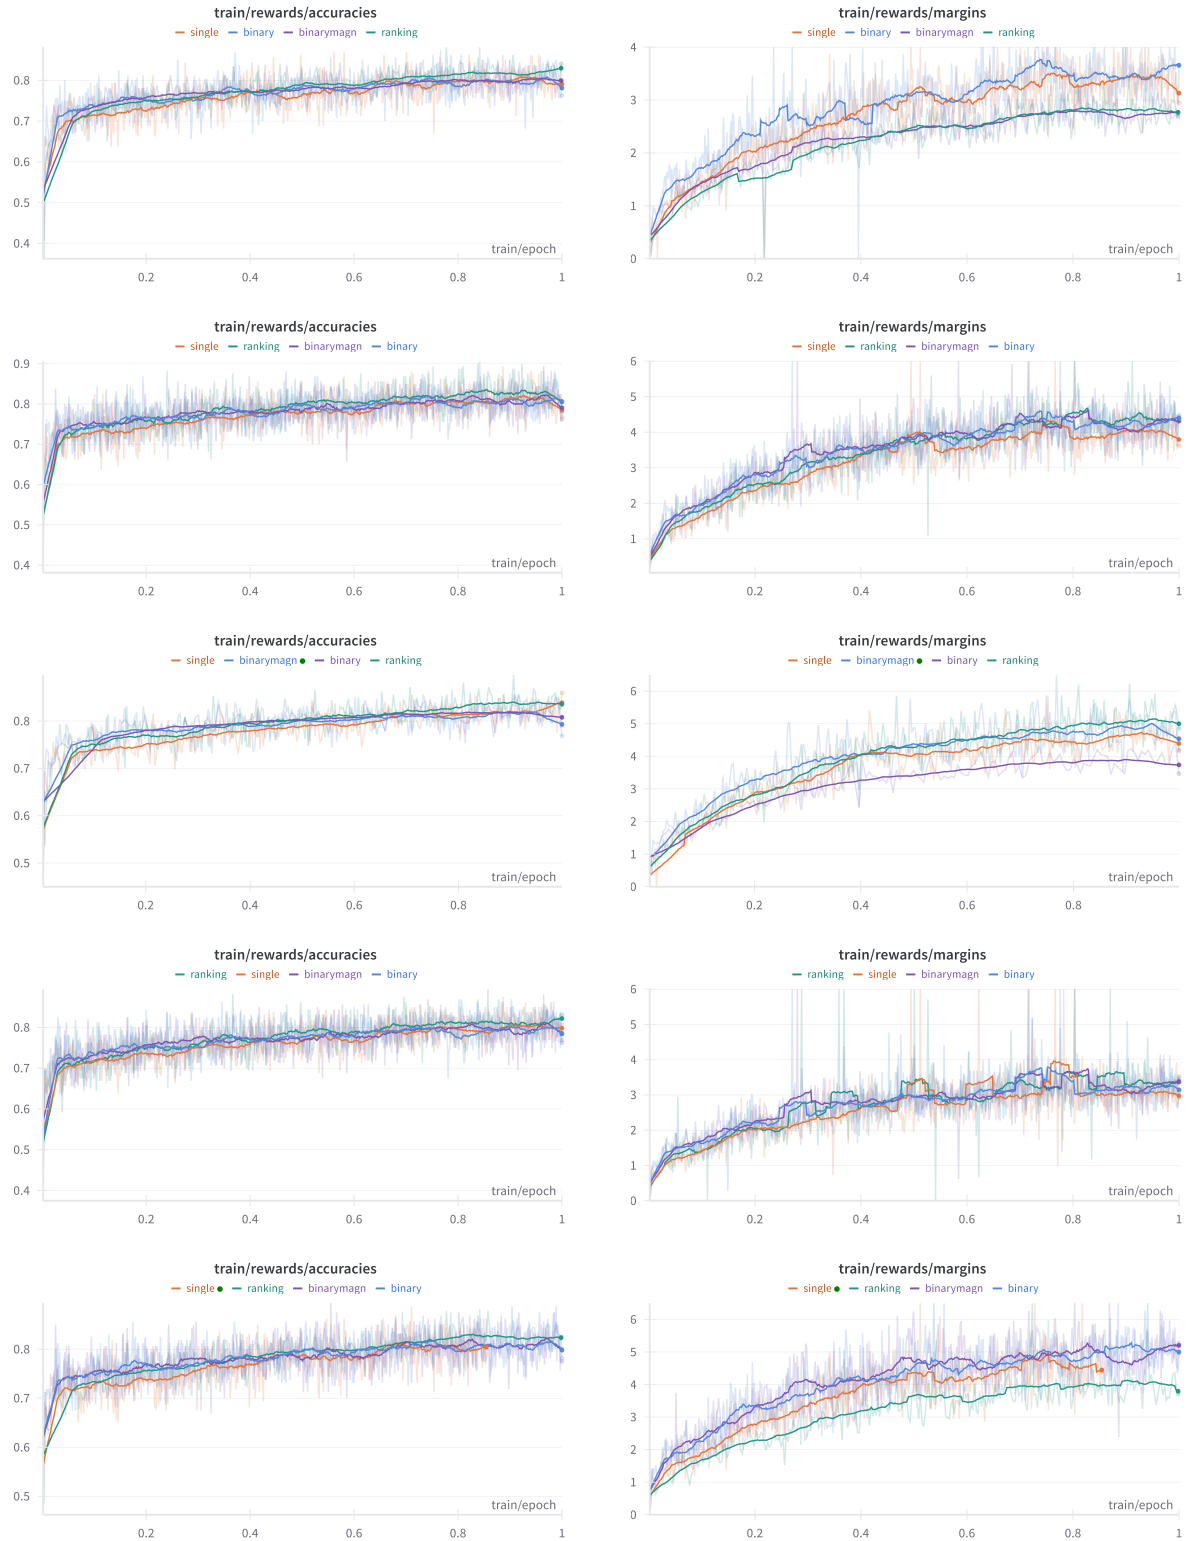 train/rewards/accuracies
single binary binarymagn ranking
0.8
0.7
0.6
0.5
0.4
train/epoch
0.2 0.4 0.6 0.8 1
train/rewards/margins
single binary binarymagn ranking
4
3
2
1
0
train/epoch
0.2 0.4 0.6 0.8 1
train/rewards/accuracies
single ranking binarymagn binary
0.9
0.8
0.7
0.6
0.5
0.4
train/epoch
0.2 0.4 0.6 0.8 1
train/rewards/margins
single ranking binarymagn binary
6
5
4
3
2
1
train/epoch
0.2 0.4 0.6 0.8 1
train/rewards/accuracies
single binarymagn binary ranking
0.8
0.7
0.6
0.5
train/epoch
0.2 0.4 0.6 0.8
train/rewards/margins
single binarymagn binary ranking
6
5
4
3
2
1
0
train/epoch
0.2 0.4 0.6 0.8
train/rewards/accuracies
ranking single binarymagn binary
0.8
0.7
0.6
0.5
0.4
train/epoch
0.2 0.4 0.6 0.8 1
train/rewards/margins
ranking single binarymagn binary
6
5
4
3
2
1
0
train/epoch
0.2 0.4 0.6 0.8 1
train/rewards/accuracies
single ranking binarymagn binary
0.8
0.7
0.6
0.5
train/epoch
0.2 0.4 0.6 0.8 1
train/rewards/margins
single ranking binarymagn binary
6
5
4
3
2
1
0
train/epoch
0.2 0.4 0.6 0.8 1